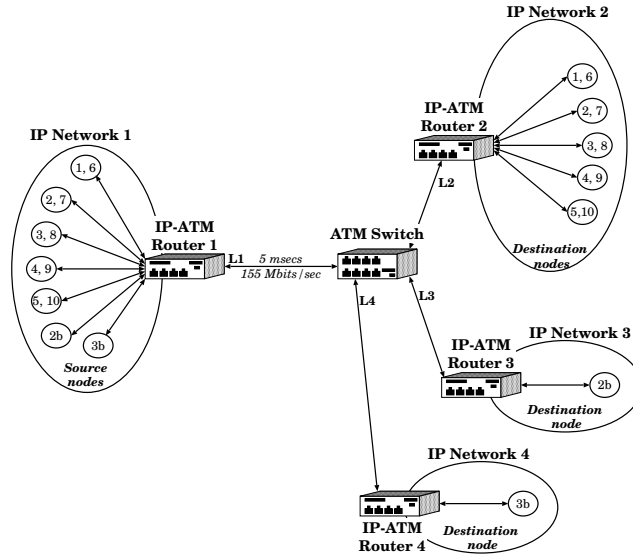 IP Network 2
1, 6
2, 7
3, 8
4, 9
5,10
Destination
nodes
IP-ATM
Router 2
L2
IP Network 1
1, 6
2, 7
3, 8
4, 9
5, 10
2b
3b
Source
nodes
IP-ATM
Router 1
L1
5 msecs
155 Mbits/sec
ATM Switch
L4
L3
IP Network 3
IP-ATM
Router 3
2b
Destination
node
IP Network 4
3b
IP-ATM
Router 4
Destination
node